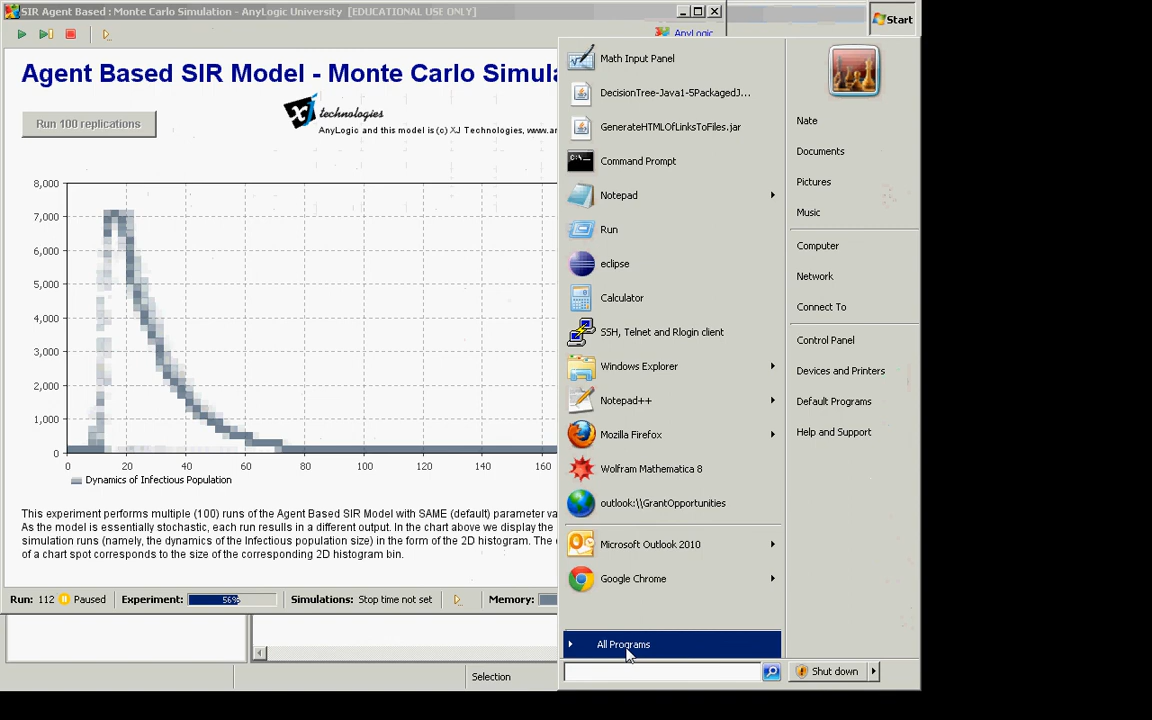 SIR Agent Based : Monte Carlo Simulation - AnyLogic University [EDUCATIONAL USE ONLY]
Start
AnyLogic
Agent Based SIR Model - Monte Carlo Simula
Run 100 replications
XJ technologies
AnyLogic and this model is (c) XJ Technologies, www.an
8,000
7,000
6,000
5,000
4,000
3,000
2,000
1,000
0
0 20 40 60 80 100 120 140 160
Dynamics of Infectious Population
This experiment performs multiple (100) runs of the Agent Based SIR Model with SAME (default) parameter va
As the model is essentially stochastic, each run results in a different output. In the chart above we display the
simulation runs (namely, the dynamics of the Infectious population size) in the form of the 2D histogram. The
of a chart spot corresponds to the size of the corresponding 2D histogram bin.
Run: 112 Paused Experiment: 56% Simulations: Stop time not set Memory:
Selection
Math Input Panel
DecisionTree-Java1-5PackagedJ...
GenerateHTMLOfLinksToFiles.jar
C:\
Command Prompt
Notepad
Run
eclipse
Calculator
SSH, Telnet and Rlogin client
Windows Explorer
Notepad++
Mozilla Firefox
Wolfram Mathematica 8
outlook:\\GrantOpportunities
Microsoft Outlook 2010
Google Chrome
All Programs
Nate
Documents
Pictures
Music
Computer
Network
Connect To
Control Panel
Devices and Printers
Default Programs
Help and Support
Shut down